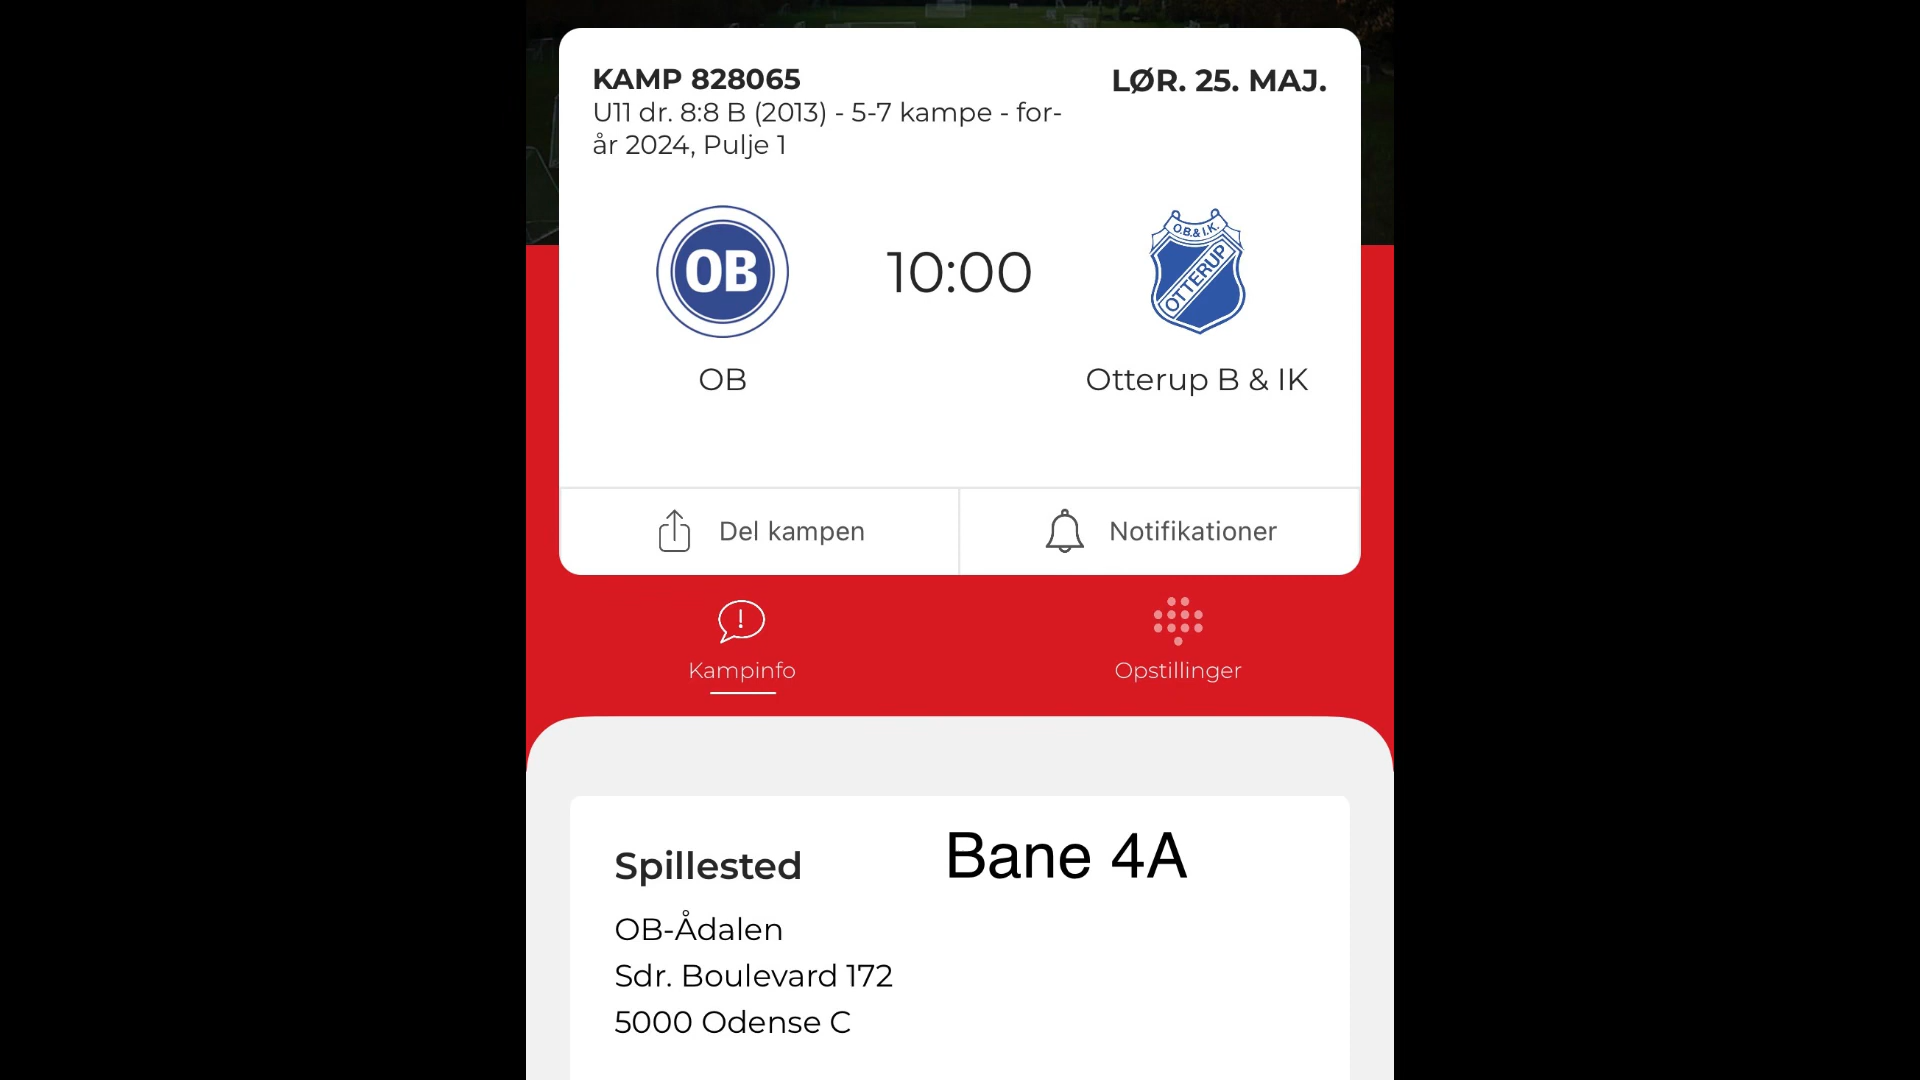 KAMP 828065
LØR. 25. MAJ.
U11 dr. 8:8 B (2013) - 5-7 kampe - for-
år 2024, Pulje 1
OB
10:00
O.B.& I.K.
OTTERUP
OB
Otterup B & IK
Del kampen
Notifikationer
Kampinfo
Opstillinger
Spillested
Bane 4A
OB-Ådalen
Sdr. Boulevard 172
5000 Odense C